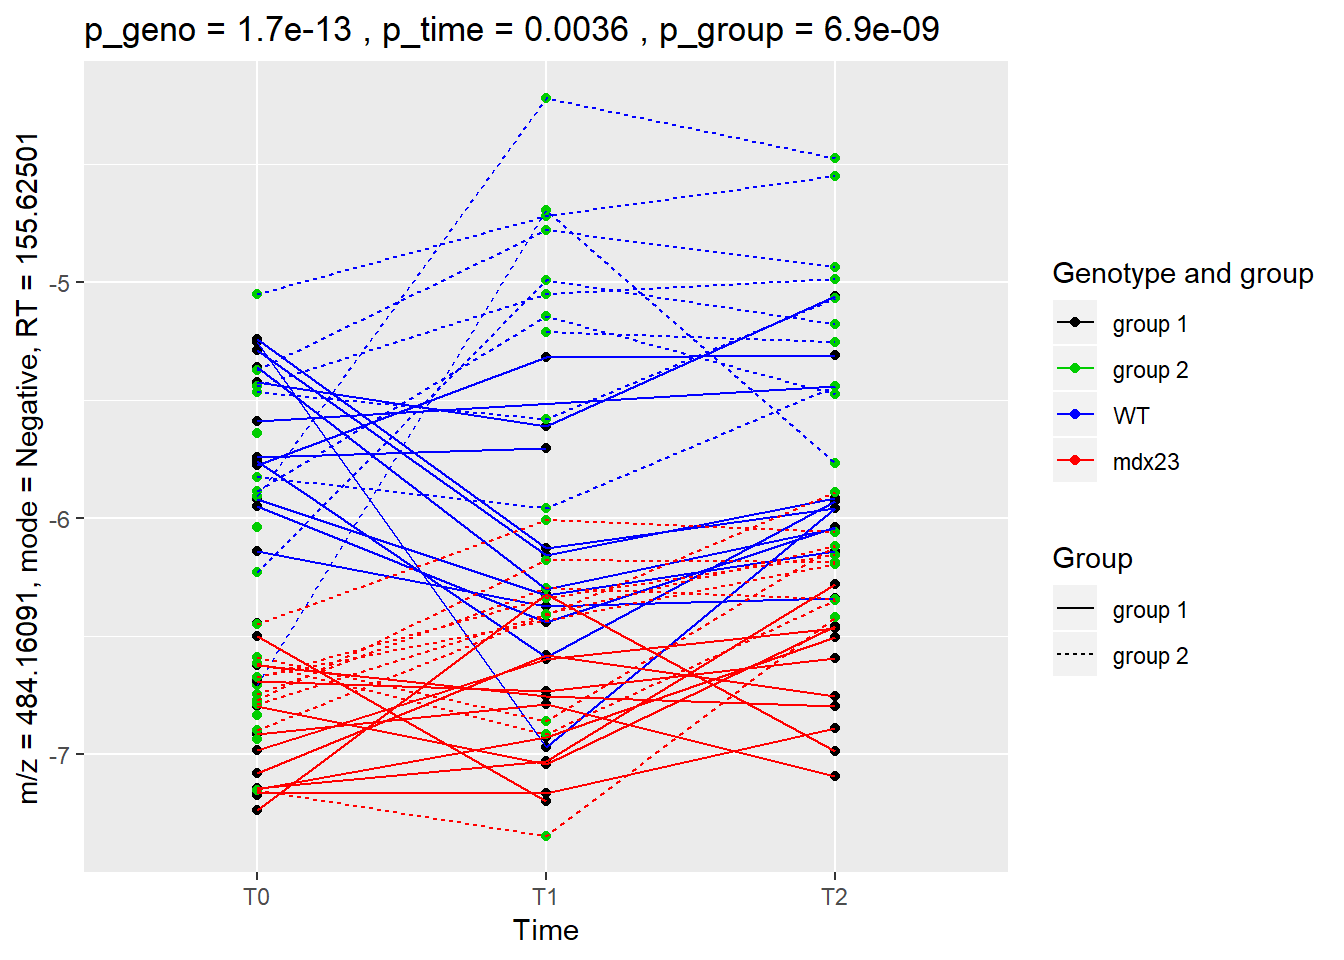 p_geno = 1.7e-13 , p_time = 0.0036 , p_group = 6.9e-09
m/z = 484.16091, mode = Negative, RT = 155.62501
-5
-6
-7
T0 T1 T2
Time
Genotype and group
group 1
group 2
WT
mdx23
Group
group 1
group 2